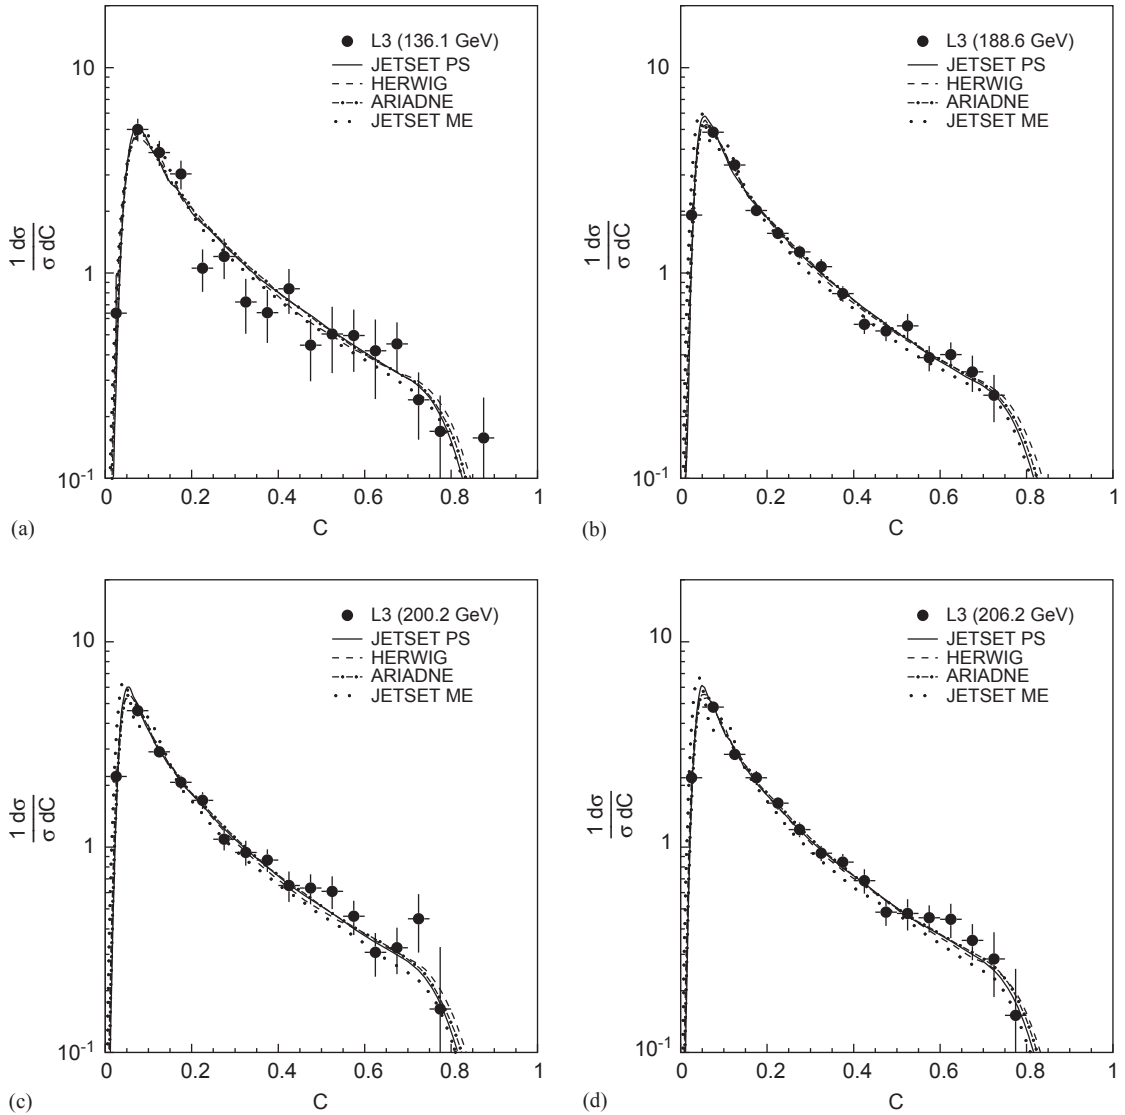 L3 (136.1 GeV)
JETSET PS
HERWIG
ARIADNE
JETSET ME
10
1
10-1
1 dσ
σ dC
0 0.2 0.4 0.6 0.8 1
C
(a)
L3 (188.6 GeV)
JETSET PS
HERWIG
ARIADNE
JETSET ME
10
1
10-1
1 dσ
σ dC
0 0.2 0.4 0.6 0.8 1
C
(b)
L3 (200.2 GeV)
JETSET PS
HERWIG
ARIADNE
JETSET ME
10
1
10-1
1 dσ
σ dC
0 0.2 0.4 0.6 0.8 1
C
(c)
L3 (206.2 GeV)
JETSET PS
HERWIG
ARIADNE
JETSET ME
10
1
10-1
1 dσ
σ dC
0 0.2 0.4 0.6 0.8 1
C
(d)